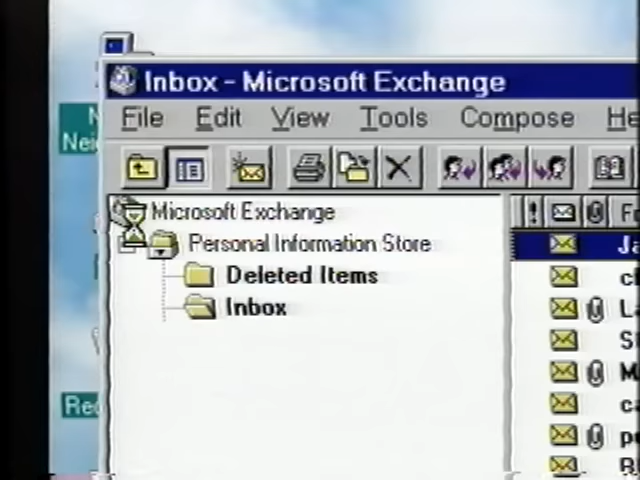 Inbox - Microsoft Exchange
File Edit View Tools Compose
Microsoft Exchange
Personal Information Store
Deleted Items
Inbox